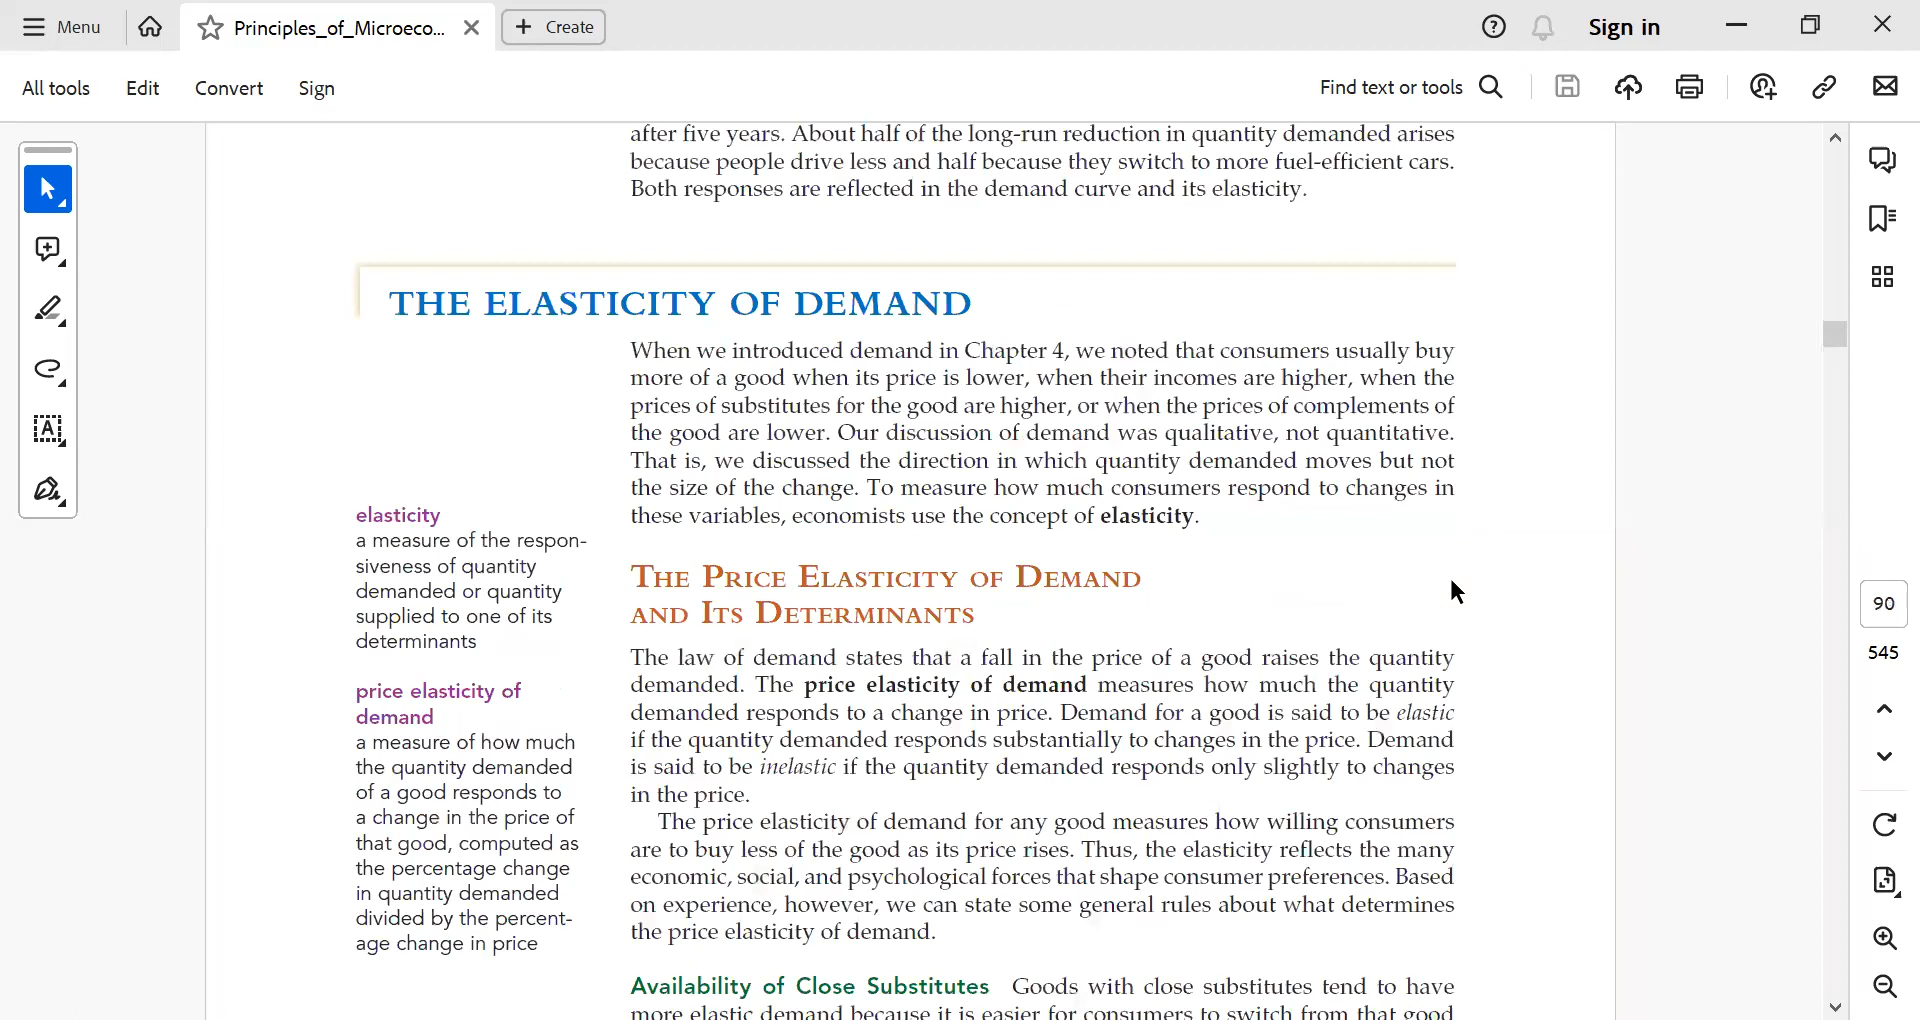 Menu
Principles_of_Microeco...
Create
Sign in
All tools
Edit
Convert
Sign
Find text or tools
after five years. About half of the long-run reduction in quantity demanded arises
because people drive less and half because they switch to more fuel-efficient cars.
Both responses are reflected in the demand curve and its elasticity.
THE ELASTICITY OF DEMAND
When we introduced demand in Chapter 4, we noted that consumers usually buy
more of a good when its price is lower, when their incomes are higher, when the
prices of substitutes for the good are higher, or when the prices of complements of
the good are lower. Our discussion of demand was qualitative, not quantitative.
That is, we discussed the direction in which quantity demanded moves but not
the size of the change. To measure how much consumers respond to changes in
these variables, economists use the concept of elasticity.
elasticity
a measure of the respon-
siveness of quantity
demanded or quantity
supplied to one of its
determinants
THE PRICE ELASTICITY OF DEMAND
AND ITS DETERMINANTS
The law of demand states that a fall in the price of a good raises the quantity
demanded. The price elasticity of demand measures how much the quantity
demanded responds to a change in price. Demand for a good is said to be elastic
if the quantity demanded responds substantially to changes in the price. Demand
is said to be inelastic if the quantity demanded responds only slightly to changes
in the price.
price elasticity of
demand
a measure of how much
the quantity demanded
of a good responds to
a change in the price of
that good, computed as
the percentage change
in quantity demanded
divided by the percent-
age change in price
The price elasticity of demand for any good measures how willing consumers
are to buy less of the good as its price rises. Thus, the elasticity reflects the many
economic, social, and psychological forces that shape consumer preferences. Based
on experience, however, we can state some general rules about what determines
the price elasticity of demand.
Availability of Close Substitutes Goods with close substitutes tend to have
more elastic demand because it is easier for consumers to switch from that good
90
545